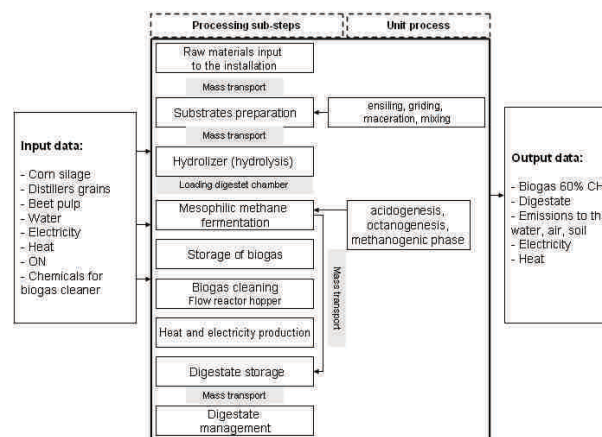 Processing sub-steps
Unit process
Raw materials input
to the installation
Mass transport
Substrates preparation
ensiling, griding,
maceration, mixing
Mass transport
Hydrolizer (hydrolysis)
Loading digestet chamber
Mesophilic methane
fermentation
acidogenesis,
octanogenesis,
methanogenic phase
Storage of biogas
Mass transport
Biogas cleaning
Flow reactor hopper
Heat and electricity production
Digestate storage
Mass transport
Digestate
management
Input data:
- Corn silage
- Distillers grains
- Beet pulp
- Water
- Electricity
- Heat
- ON
- Chemicals for
biogas cleaner
Output data:
- Biogas 60% CH
- Digestate
- Emissions to th
water, air, soil
- Electricity
- Heat